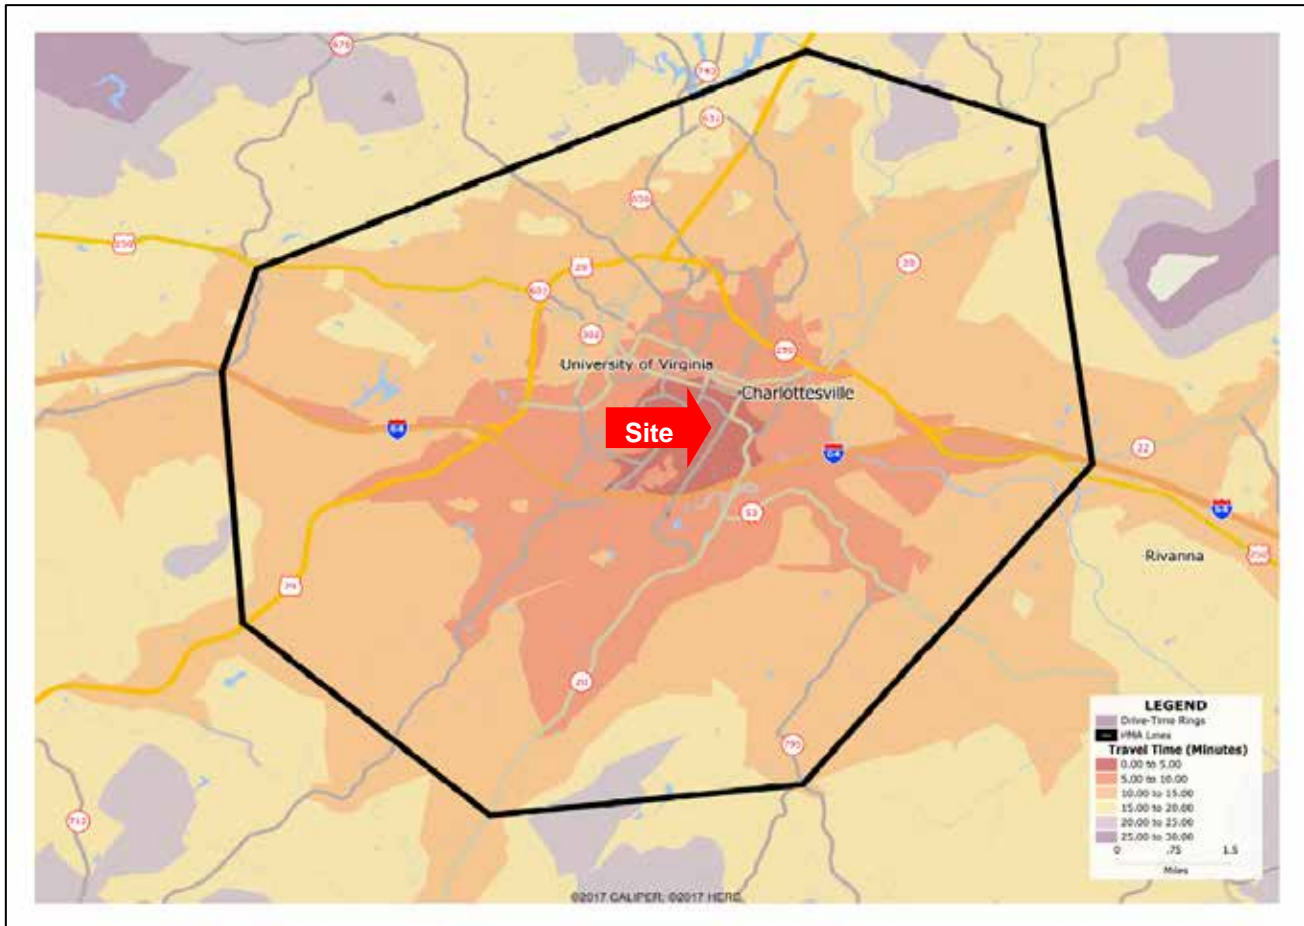 676
743
631
656
250
29
20
601
302
250
University of Virginia
Charlottesville
Site
64
64
22
53
64
Rivanna
250
29
20
795
712
LEGEND
Drive-Time Rings
PMA Lines
Travel Time (Minutes)
0.00 to 5.00
5.00 to 10.00
10.00 to 15.00
15.00 to 20.00
20.00 to 25.00
25.00 to 30.00
0 .75 1.5
Miles
©2017 CALIPER; ©2017 HERE